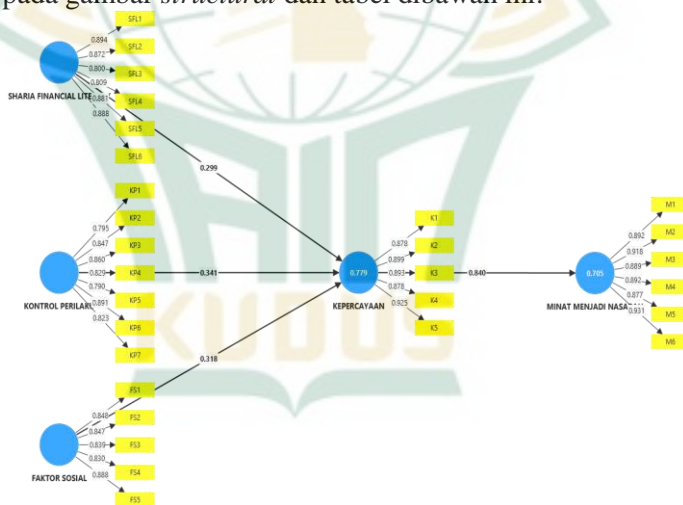 pada gambar struktural dan tabel dibawah ini.
SFL1
0.894
SFL2
0.872
0.800
SFL3
0.809
SHARIA FINANCIAL LITE
SFL4
0.881
0.888
SFL5
SFL6
0.299
KP1
0.795
KP2
0.847
KP3
0.860
0.829
KP4
0.341
0.790
KONTROL PERILAK
KP5
0.891
KP6
0.823
KP7
K1
0.878
K2
0.899
0.779
0.893
K3
0.840
0.878
KEPERCAYAAN
K4
0.925
K5
M1
0.892
M2
0.918
M3
0.889
0.705
0.892
M4
0.877
MINAT MENJADI NASA
M5
0.931
M6
0.318
FS1
0.848
FS2
0.847
0.839
FS3
0.830
FAKTOR SOSIAL
FS4
0.888
FS5
KUDUS